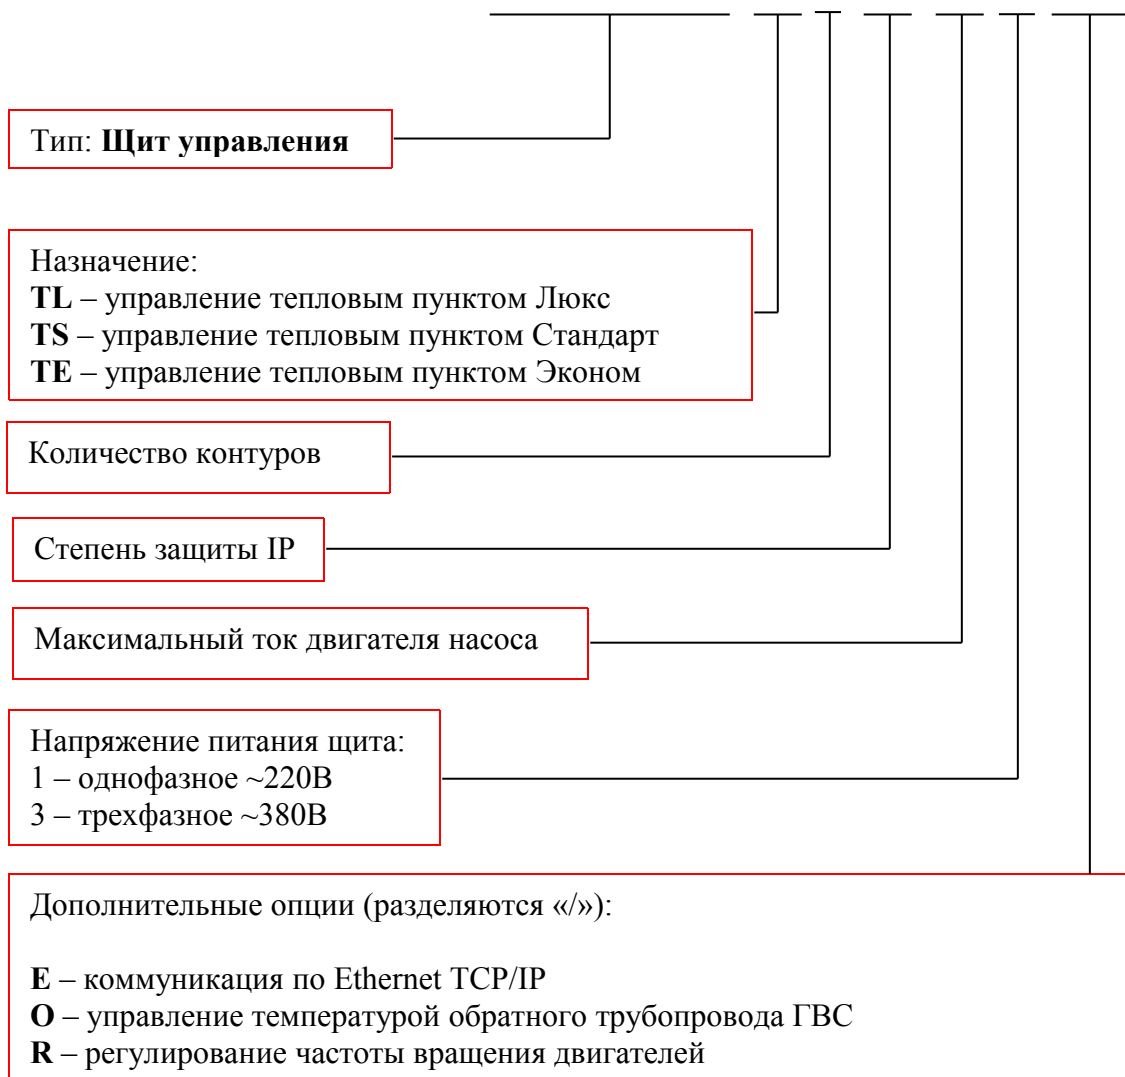 Тип: Щит управления
Назначение:
TL – управление тепловым пунктом Люкс
TS – управление тепловым пунктом Стандарт
TE – управление тепловым пунктом Эконом
Количество контуров
Степень защиты IP
Максимальный ток двигателя насоса
Напряжение питания щита:
1 – однофазное ~220В
3 – трехфазное ~380В
Дополнительные опции (разделяются «/»):
E – коммуникация по Ethernet TCP/IP
O – управление температурой обратного трубопровода ГВС
R – регулирование частоты вращения двигателей